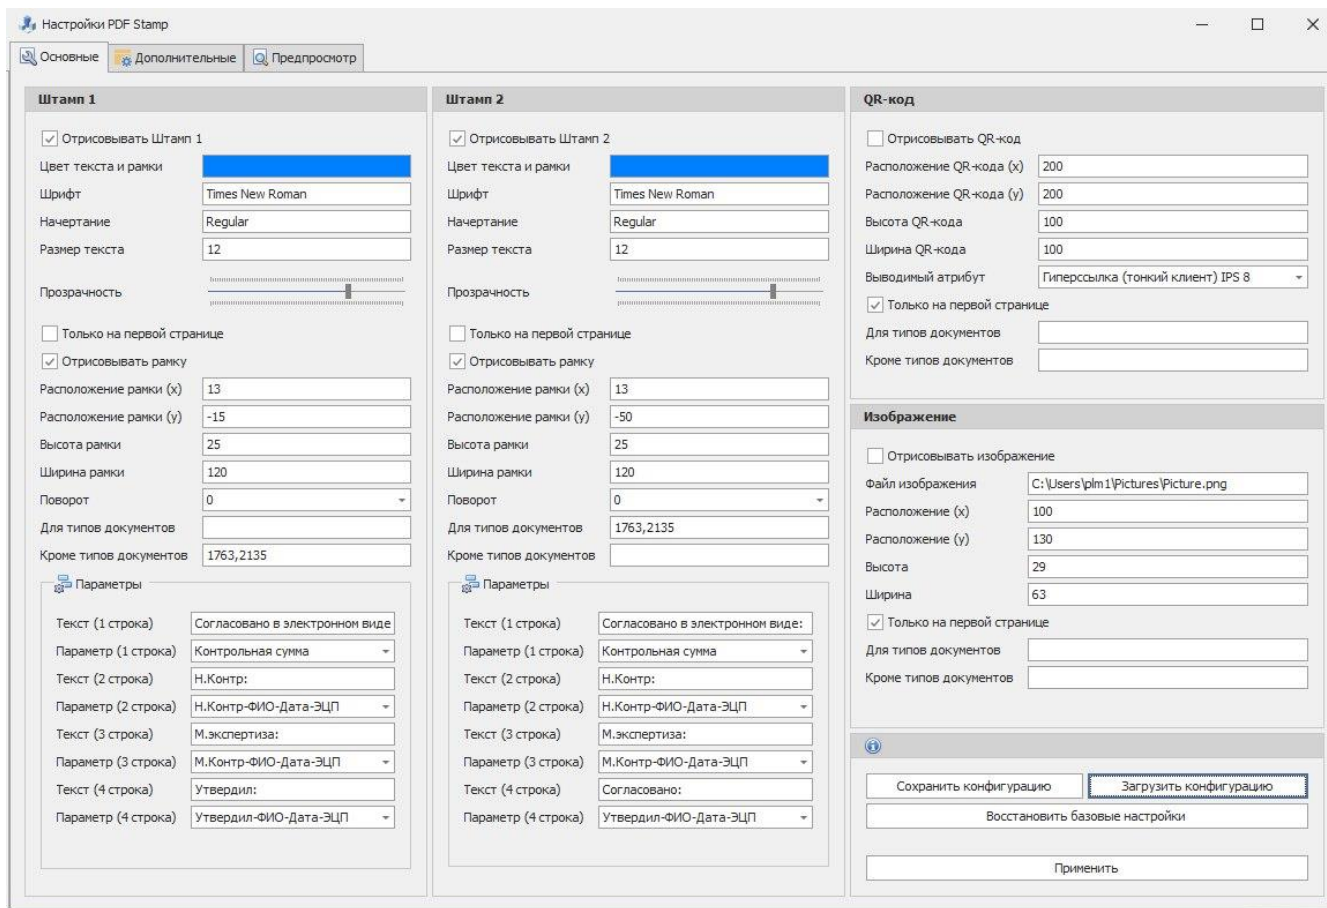 Настройки PDF Stamp
Основные Дополнительные Предпросмотр
Штамп 1
Отрисовывать Штамп 1
Цвет текста и рамки
Шрифт Times New Roman
Начертание Regular
Размер текста 12
Прозрачность
Только на первой странице
Отрисовывать рамку
Расположение рамки (x) 13
Расположение рамки (y) -15
Высота рамки 25
Ширина рамки 120
Поворот 0
Для типов документов
Кроме типов документов 1763,2135
Параметры
Текст (1 строка) Согласовано в электронном виде
Параметр (1 строка) Контрольная сумма
Текст (2 строка) Н.Контр:
Параметр (2 строка) Н.Контр-ФИО-Дата-ЭЦП
Текст (3 строка) М.экспертиза:
Параметр (3 строка) М.Контр-ФИО-Дата-ЭЦП
Текст (4 строка) Утвердил:
Параметр (4 строка) Утвердил-ФИО-Дата-ЭЦП
Штамп 2
Отрисовывать Штамп 2
Цвет текста и рамки
Шрифт Times New Roman
Начертание Regular
Размер текста 12
Прозрачность
Только на первой странице
Отрисовывать рамку
Расположение рамки (x) 13
Расположение рамки (y) -50
Высота рамки 25
Ширина рамки 120
Поворот 0
Для типов документов 1763,2135
Кроме типов документов
Параметры
Текст (1 строка) Согласовано в электронном виде:
Параметр (1 строка) Контрольная сумма
Текст (2 строка) Н.Контр:
Параметр (2 строка) Н.Контр-ФИО-Дата-ЭЦП
Текст (3 строка) М.экспертиза:
Параметр (3 строка) М.Контр-ФИО-Дата-ЭЦП
Текст (4 строка) Согласовано:
Параметр (4 строка) Утвердил-ФИО-Дата-ЭЦП
QR-код
Отрисовывать QR-код
Расположение QR-кода (x) 200
Расположение QR-кода (y) 200
Высота QR-кода 100
Ширина QR-кода 100
Выводимый атрибут Гиперссылка (тонкий клиент) IPS 8
Только на первой странице
Для типов документов
Кроме типов документов
Изображение
Отрисовывать изображение
Файл изображения C:\Users\plm1\Pictures\Picture.png
Расположение (x) 100
Расположение (y) 130
Высота 29
Ширина 63
Только на первой странице
Для типов документов
Кроме типов документов
Сохранить конфигурацию Загрузить конфигурацию
Восстановить базовые настройки
Применить